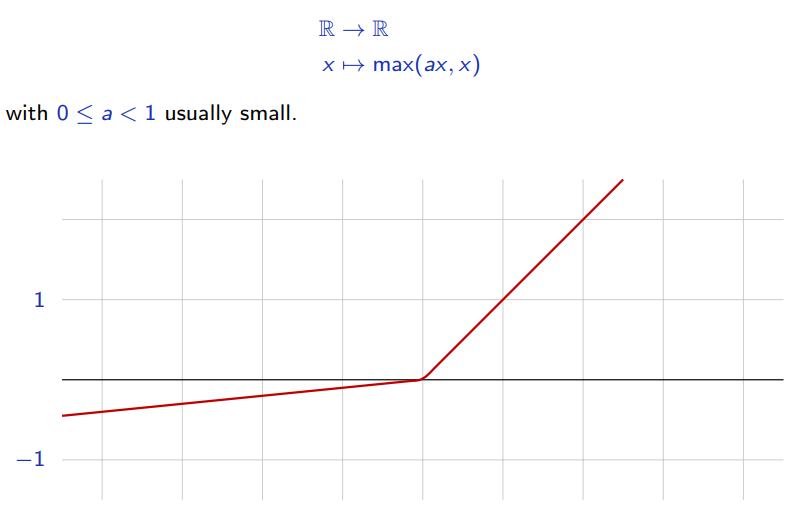 ℝ → ℝ
x ↦ max(ax, x)
with 0 ≤ a < 1 usually small.
1
−1